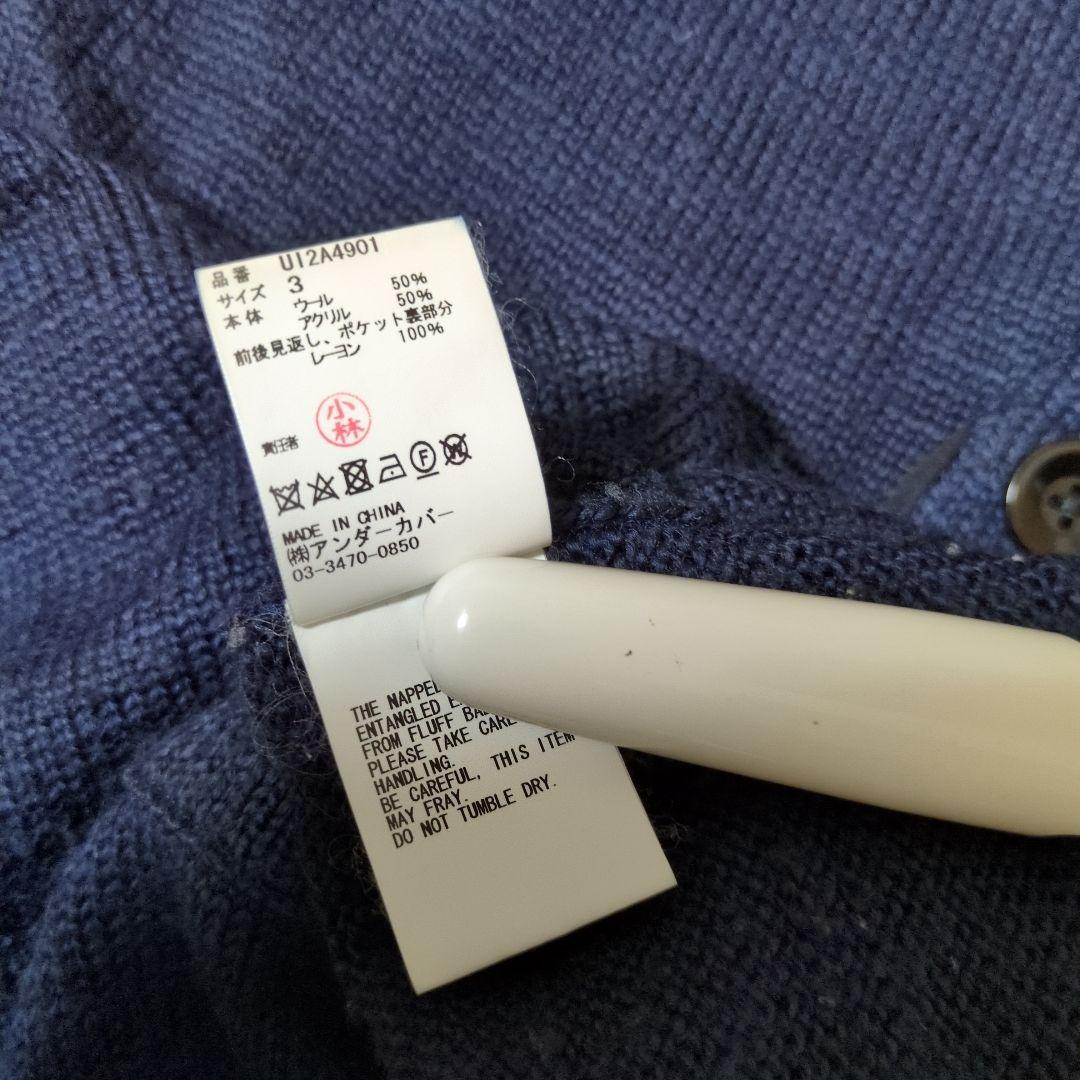 品番 UI2A4901
サイズ 3
本体 ウール 50%
アクリル 50%
前後見返し、ポケット裏部分
レーヨン 100%
責任者 小林
F W
MADE IN CHINA
㈱アンダーカバー
03-3470-0850
THE NAPPED
ENTANGLED
FROM FLUFF
PLEASE TAKE CARE
HANDLING.
BE CAREFUL, THIS ITEM
MAY FRAY.
DO NOT TUMBLE DRY.